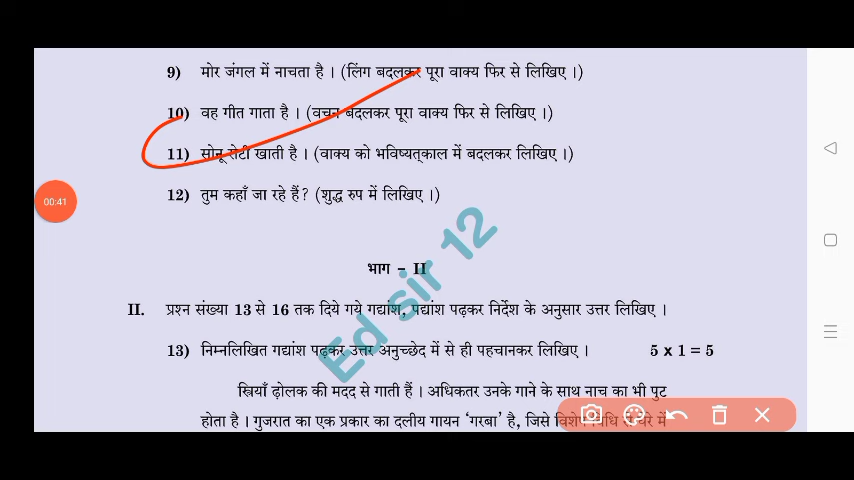 9) मोर जंगल में नाचता है । (लिंग बदलकर पूरा वाक्य फिर से लिखिए ।)
10) वह गीत गाता है । (वचन बदलकर पूरा वाक्य फिर से लिखिए ।)
11) सोनू रोटी खाती है । (वाक्य को भविष्यत्काल में बदलकर लिखिए ।)
00:41
12) तुम कहाँ जा रहे हैं? (शुद्ध रुप में लिखिए ।)
Ed sir 12
भाग – II
II. प्रश्न संख्या 13 से 16 तक दिये गये गद्यांश, पद्यांश पढ़कर निर्देश के अनुसार उत्तर लिखिए ।
13) निम्नलिखित गद्यांश पढ़कर उत्तर अनुच्छेद में से ही पहचानकर लिखिए । 5 x 1 = 5
स्त्रियाँ ढ़ोलक की मदद से गाती हैं । अधिकतर उनके गाने के साथ नाच का भी पुट
होता है । गुजरात का एक प्रकार का दलीय गायन ‘गरबा’ है, जिसे विशेष विधि से घेरे में